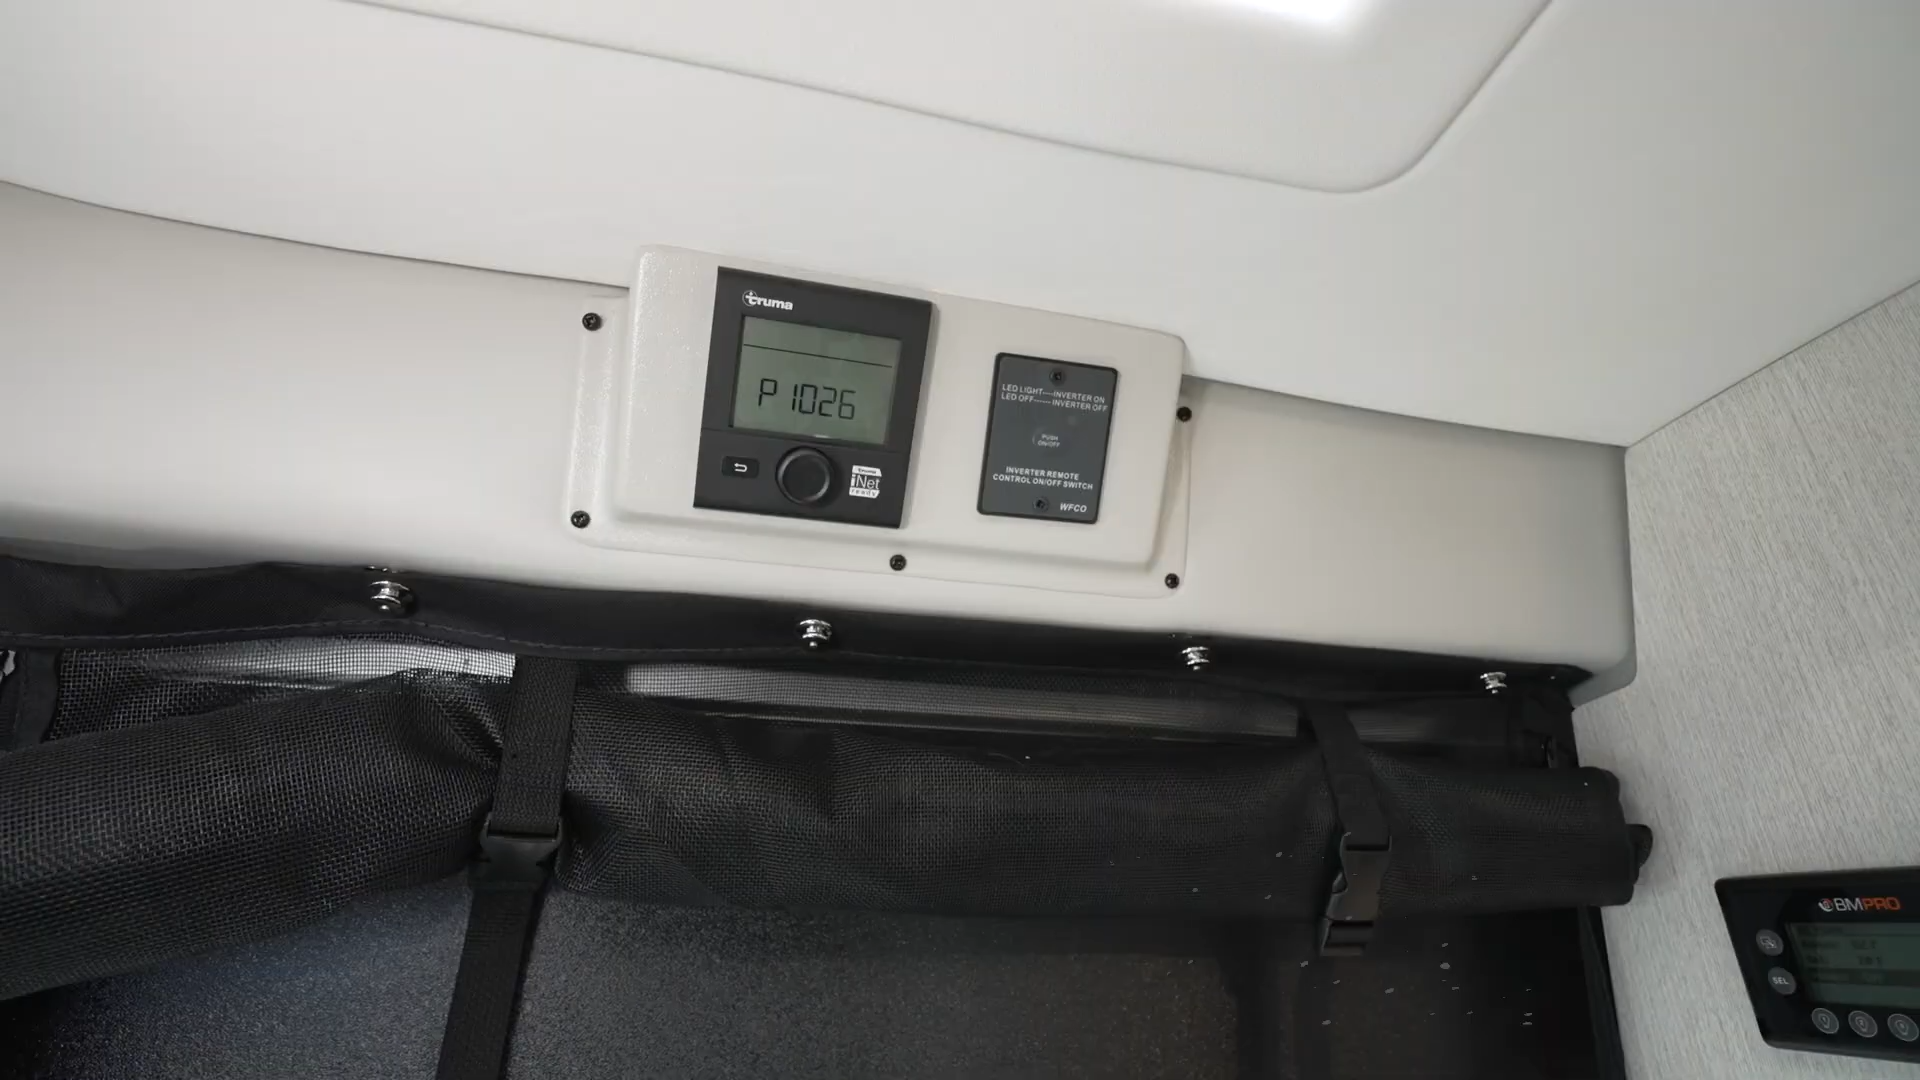 truma
P 1026
Truma
iNet
ready
LED LIGHT----INVERTER ON
LED OFF------ INVERTER OFF
PUSH
ON/OFF
INVERTER REMOTE
CONTROL ON/OFF SWITCH
WFCO
BMPRO
SEL